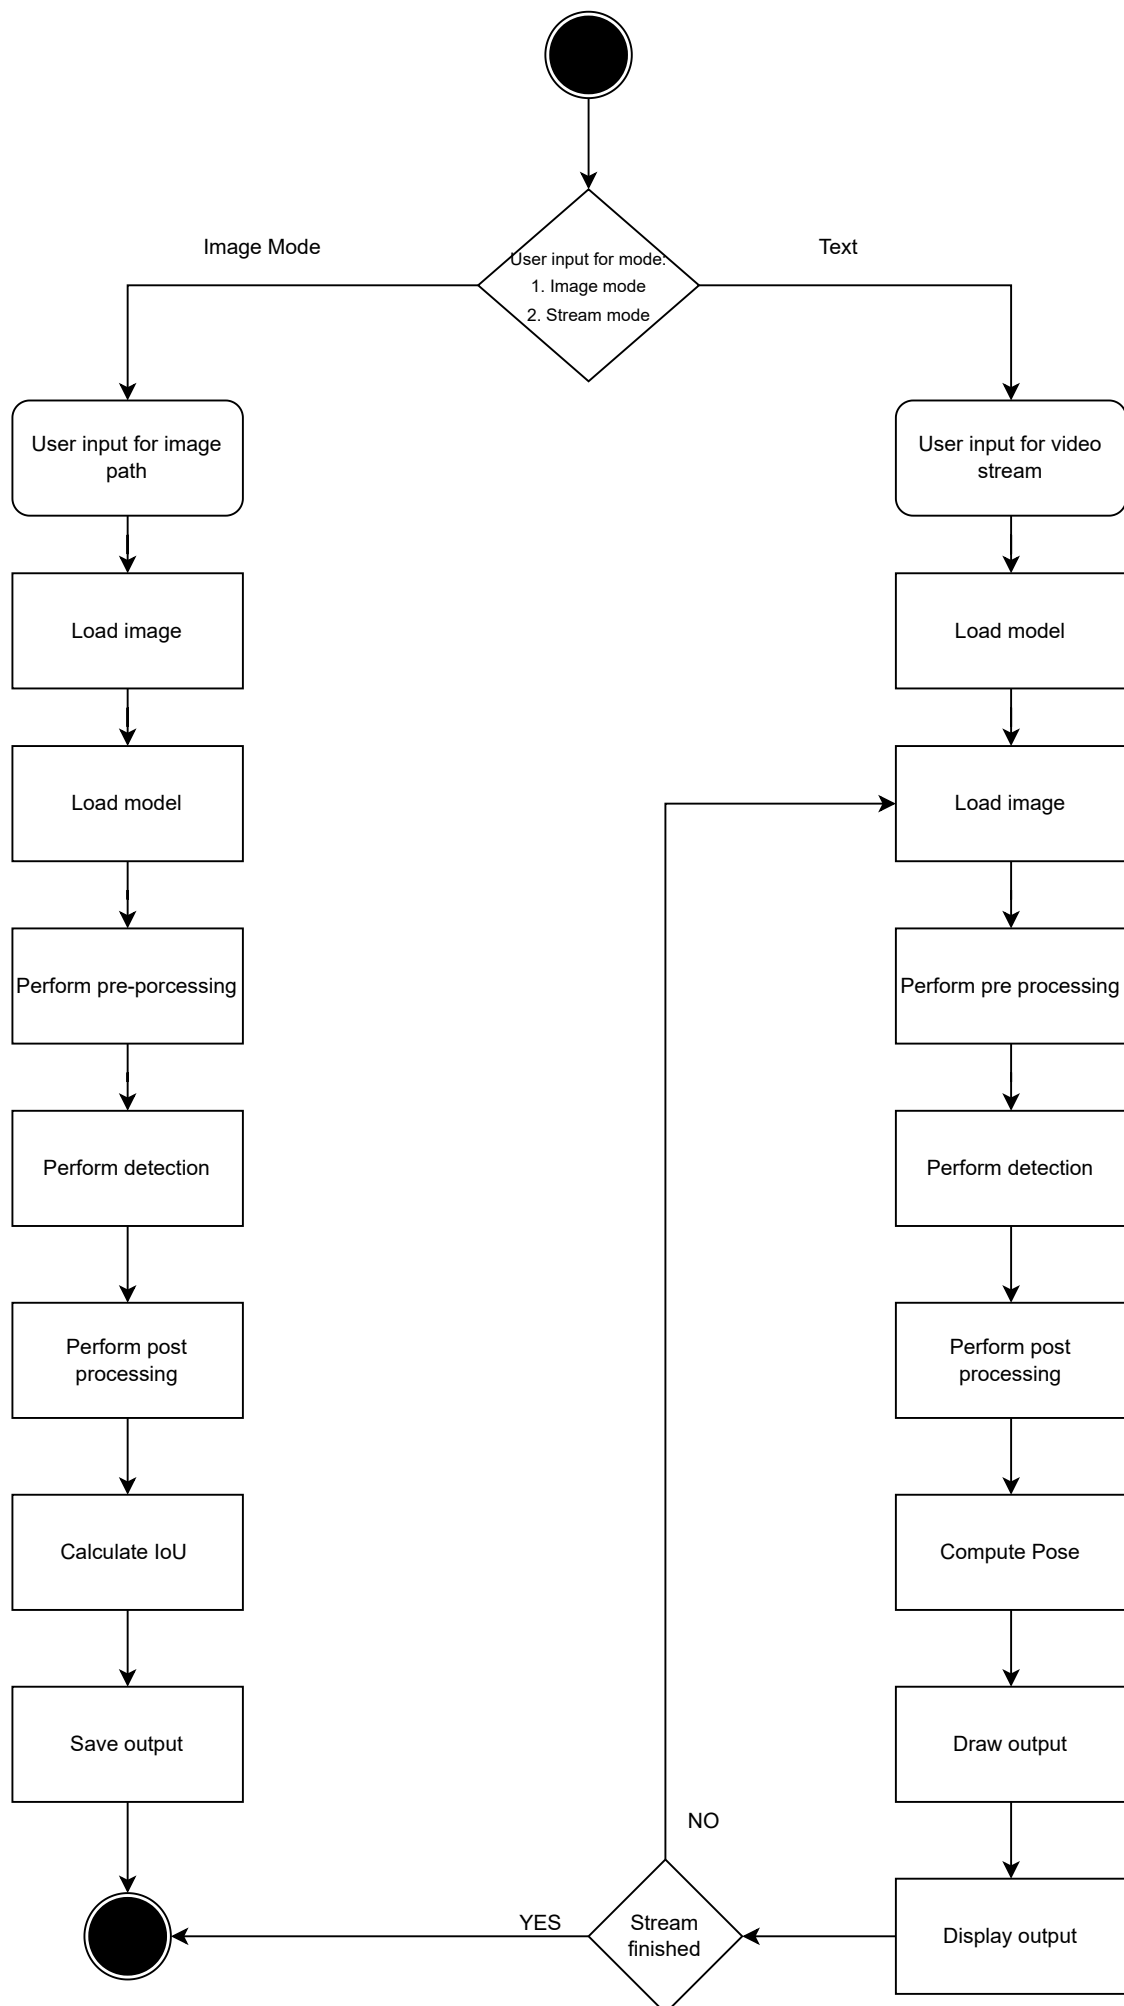 Image Mode
Text
User input for mode:
1. Image mode
2. Stream mode
User input for image
path
User input for video
stream
Load image
Load model
Load model
Load image
Perform pre-porcessing
Perform pre processing
Perform detection
Perform detection
Perform post
processing
Perform post
processing
Calculate IoU
Compute Pose
Save output
Draw output
NO
YES
Stream
finished
Display output